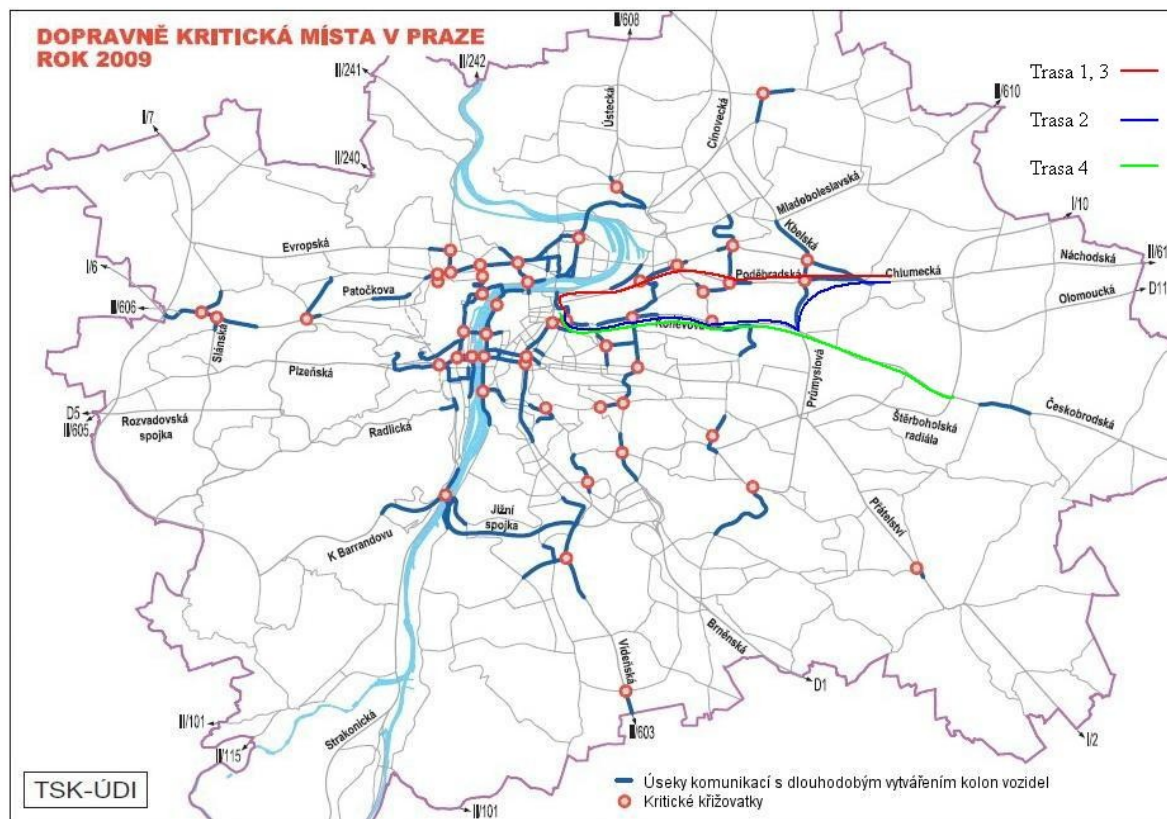 DOPRAVNĚ KRITICKÁ MÍSTA V PRAZE
ROK 2009
II/608
II/242
II/241
I/7
II/240
Ústecká
Cínovecká
II/610
Trasa 1, 3
Trasa 2
Trasa 4
Mladoboleslavská
Kbelská
I/10
Evropská
I/6
Patočkova
Poděbradská
Chlumecká
Náchodská
II/611
D11
Olomoucká
II/606
Slánská
Koněvova
Plzeňská
Průmyslová
D5
II/605
Rozvadovská
spojka
Radlická
Štěrboholská
radiála
Českobrodská
Jižní
spojka
K Barrandovu
Přátelství
Brněnská
Vídeňská
D1
II/101
Strakonická
II/115
II/603
I/2
TSK-ÚDI
Úseky komunikací s dlouhodobým vytvářením kolon vozidel
Kritické křižovatky
II/101